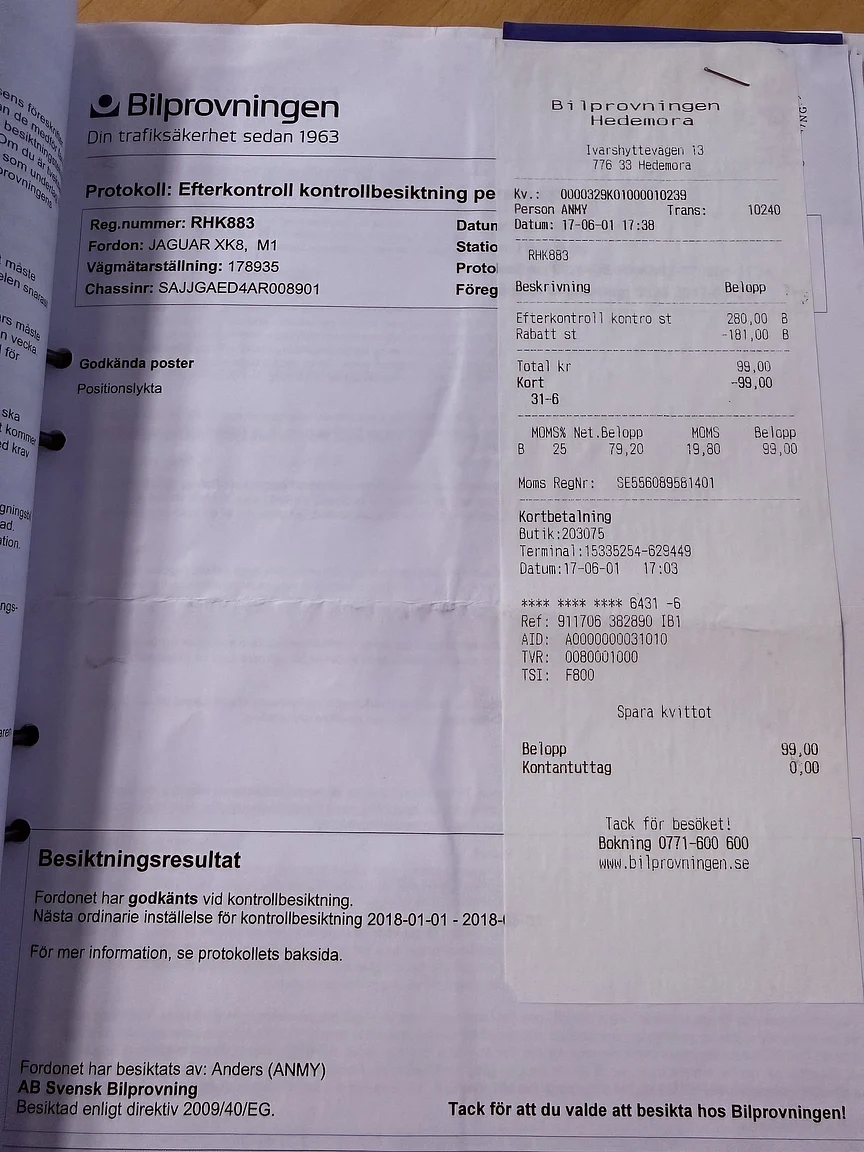 Bilprovningen
Din trafiksäkerhet sedan 1963
Protokoll: Efterkontroll kontrollbesiktning pe
Reg.nummer: RHK883
Fordon: JAGUAR XK8, M1
Vägmätarställning: 178935
Chassinr: SAJJGAED4AR008901
Datun
Statio
Proto
Föreg
Godkända poster
Positionslykta
Besiktningsresultat
Fordonet har godkänts vid kontrollbesiktning.
Nästa ordinarie inställelse för kontrollbesiktning 2018-01-01 - 2018-
För mer information, se protokollets baksida.
Fordonet har besiktats av: Anders (ANMY)
AB Svensk Bilprovning
Besiktad enligt direktiv 2009/40/EG.
Tack för att du valde att besikta hos Bilprovningen!
Bilprovningen
Hedemora
Ivarshyttevägen 13
776 33 Hedemora
Kv.: 0000329K01000010239
Person ANMY Trans: 10240
Datum: 17-06-01 17:38
RHK883
Beskrivning Belopp
Efterkontroll kontro st 280,00 B
Rabatt st -181,00 B
Total kr 99,00
Kort -99,00
31-6
MOMS% Net.Belopp MOMS Belopp
B 25 79,20 19,80 99,00
Moms RegNr: SE556089581401
Kortbetalning
Butik:203075
Terminal:15335254-629449
Datum:17-06-01 17:03
**** **** **** 6431 -6
Ref: 911706 382890 IB1
AID: A0000000031010
TVR: 0080001000
TSI: F800
Spara kvittot
Belopp 99,00
Kontantuttag 0,00
Tack för besöket!
Bokning 0771-600 600
www.bilprovningen.se